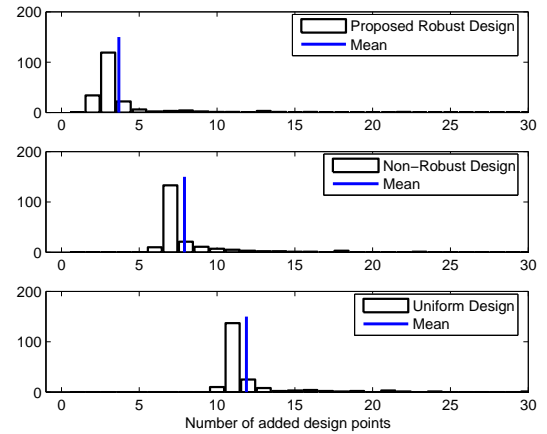 200
Proposed Robust Design
Mean
100
0
0 5 10 15 20 25 30
200
Non−Robust Design
Mean
100
0
0 5 10 15 20 25 30
200
Uniform Design
Mean
100
0
0 5 10 15 20 25 30
Number of added design points